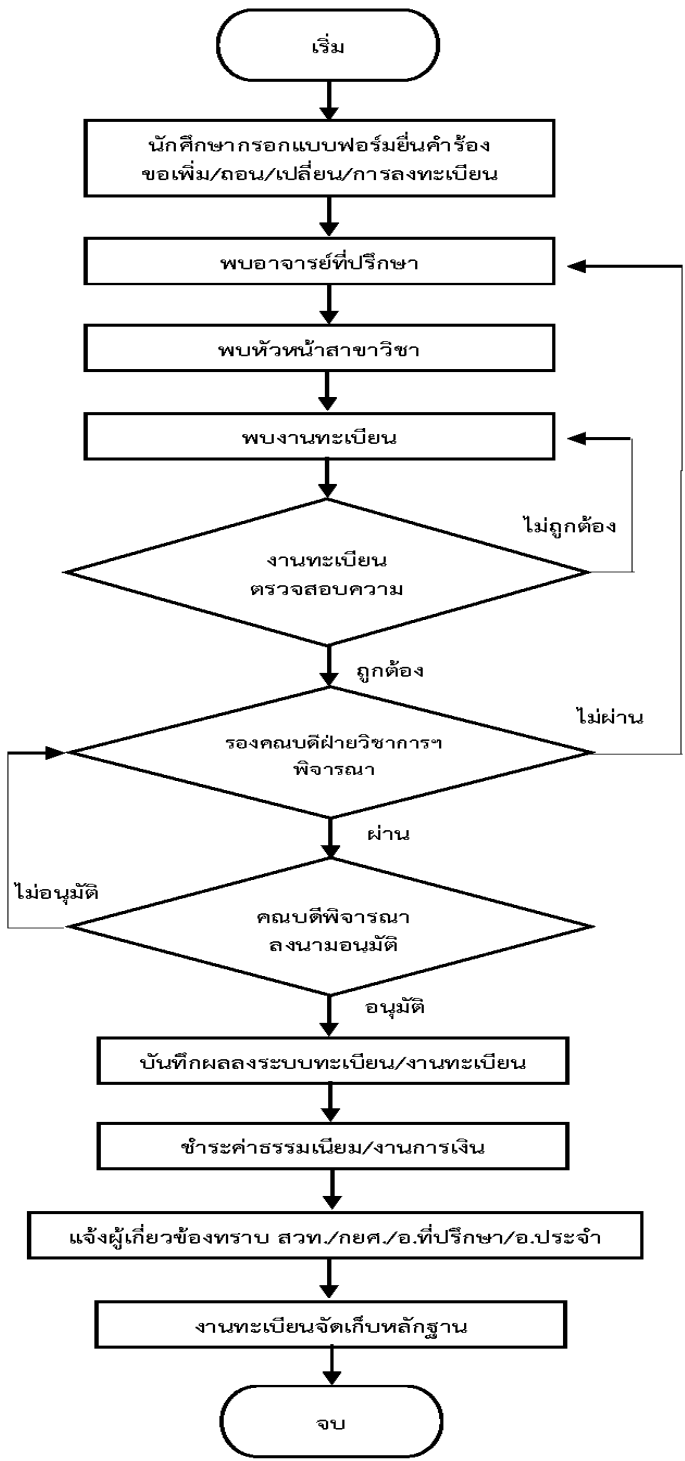 เริ่ม
นักศึกษากรอกแบบฟอร์มยื่นคำร้อง
ขอเพิ่ม/ถอน/เปลี่ยน/การลงทะเบียน
พบอาจารย์ที่ปรึกษา
พบหัวหน้าสาขาวิชา
พบงานทะเบียน
ไม่ถูกต้อง
งานทะเบียน
ตรวจสอบความ
ถูกต้อง
ไม่ผ่าน
รองคณบดีฝ่ายวิชาการฯ
พิจารณา
ผ่าน
ไม่อนุมัติ
คณบดีพิจารณา
ลงนามอนุมัติ
อนุมัติ
บันทึกผลลงระบบทะเบียน/งานทะเบียน
ชำระค่าธรรมเนียม/งานการเงิน
แจ้งผู้เกี่ยวข้องทราบ สวท./กยศ./อ.ที่ปรึกษา/อ.ประจำ
งานทะเบียนจัดเก็บหลักฐาน
จบ